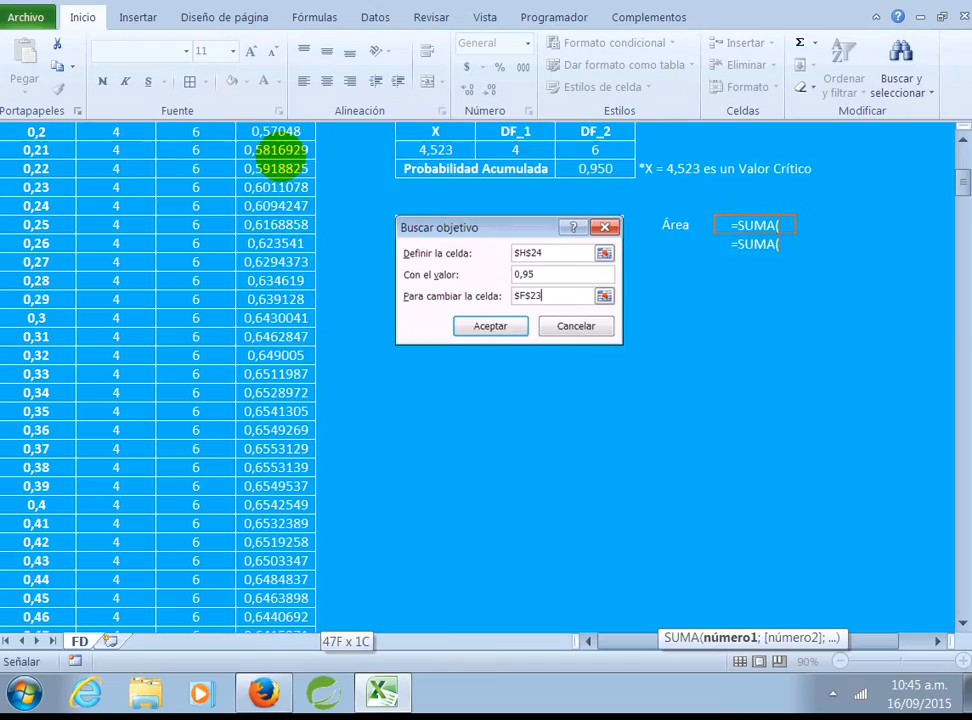 Archivo Inicio Insertar Diseño de página Fórmulas Datos Revisar Vista Programador Complementos
11 A A General Formato condicional Insertar Σ
Pegar Dar formato como tabla Eliminar Ordenar y filtrar Buscar y seleccionar
N K S A $ % 000 Estilos de celda Formato
Portapapeles Fuente Alineación Número Estilos Celdas Modificar
0,2 4 6 0,57048 X DF_1 DF_2
0,21 4 6 0,5816929 4,523 4 6
0,22 4 6 0,5918825 Probabilidad Acumulada 0,950 *X = 4,523 es un Valor Crítico
0,23 4 6 0,6011078
0,24 4 6 0,6094247
0,25 4 6 0,6168858 Buscar objetivo ? Área =SUMA(
0,26 4 6 0,623541 Definir la celda: $H$24 =SUMA(
0,27 4 6 0,6294373
0,28 4 6 0,634619 Con el valor: 0,95
0,29 4 6 0,639128 Para cambiar la celda: $F$23
0,3 4 6 0,6430041
0,31 4 6 0,6462847 Aceptar Cancelar
0,32 4 6 0,649005
0,33 4 6 0,6511987
0,34 4 6 0,6528972
0,35 4 6 0,6541305
0,36 4 6 0,6549269
0,37 4 6 0,6553129
0,38 4 6 0,6553139
0,39 4 6 0,6549537
0,4 4 6 0,6542549
0,41 4 6 0,6532389
0,42 4 6 0,6519258
0,43 4 6 0,6503347
0,44 4 6 0,6484837
0,45 4 6 0,6463898
0,46 4 6 0,6440692
FD 47F x 1C SUMA(número1; [número2]; ...)
Señalar 90%
10:45 a.m.
16/09/2015